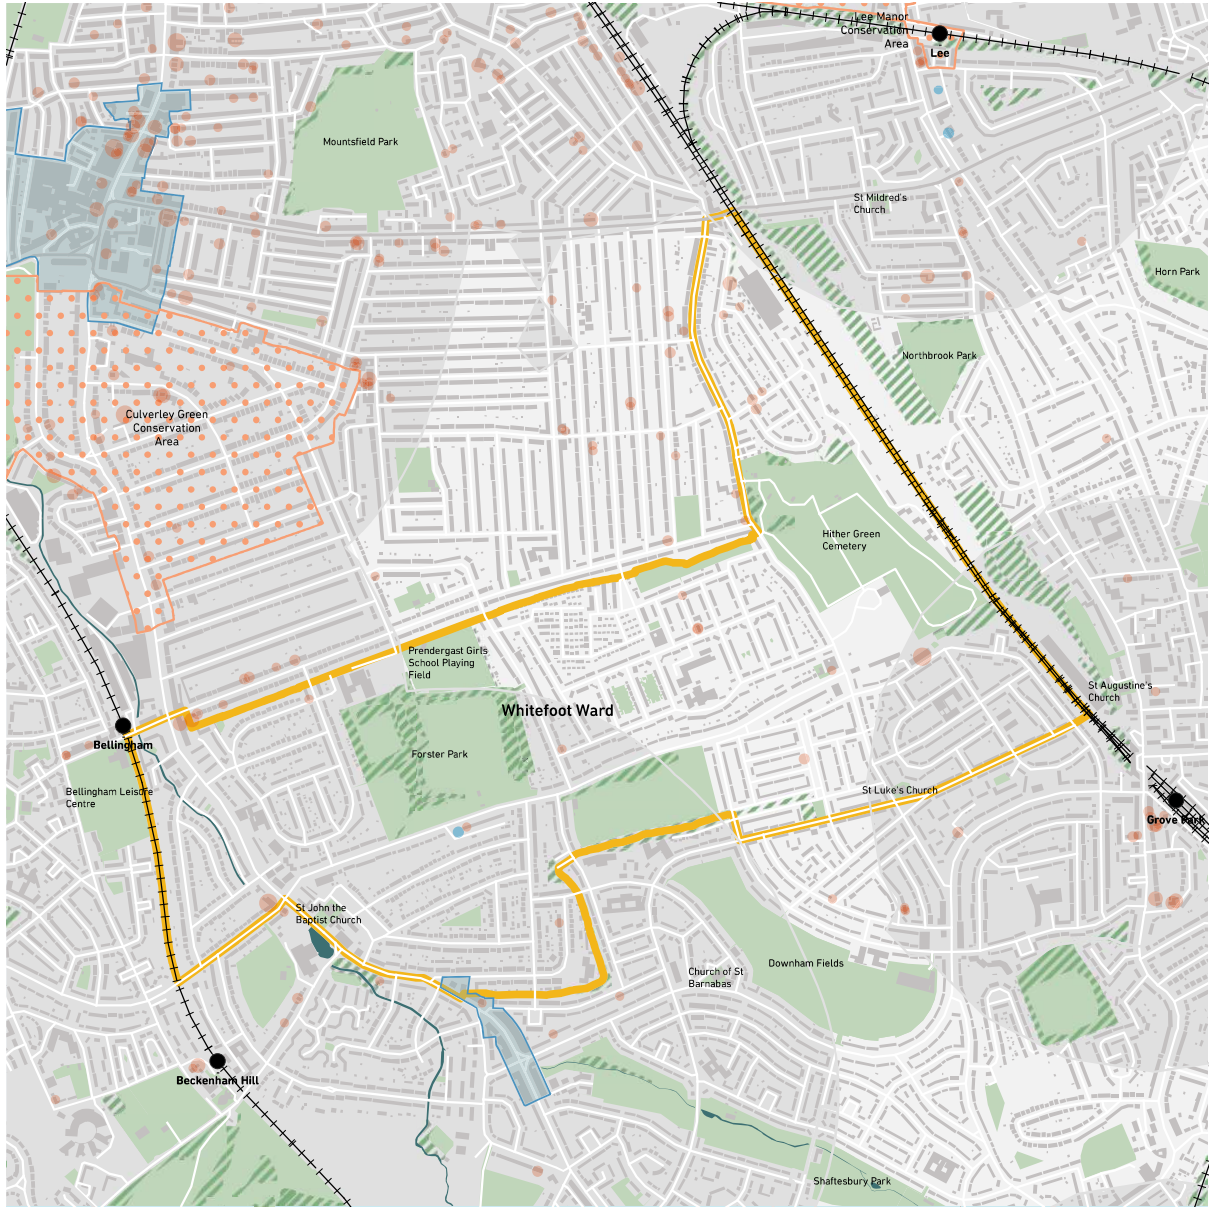 Lee Manor
Conservation
Area
Lee
Mountsfield Park
St Mildred's
Church
Horn Park
Northbrook Park
Culverley Green
Conservation
Area
Hither Green
Cemetery
Prendergast Girls
School Playing
Field
St Augustine's
Church
Whitefoot Ward
Bellingham
Forster Park
Bellingham Leisure
Centre
St Luke's Church
Grove Park
St John the
Baptist Church
Downham Fields
Church of St
Barnabas
Beckenham Hill
Shaftesbury Park